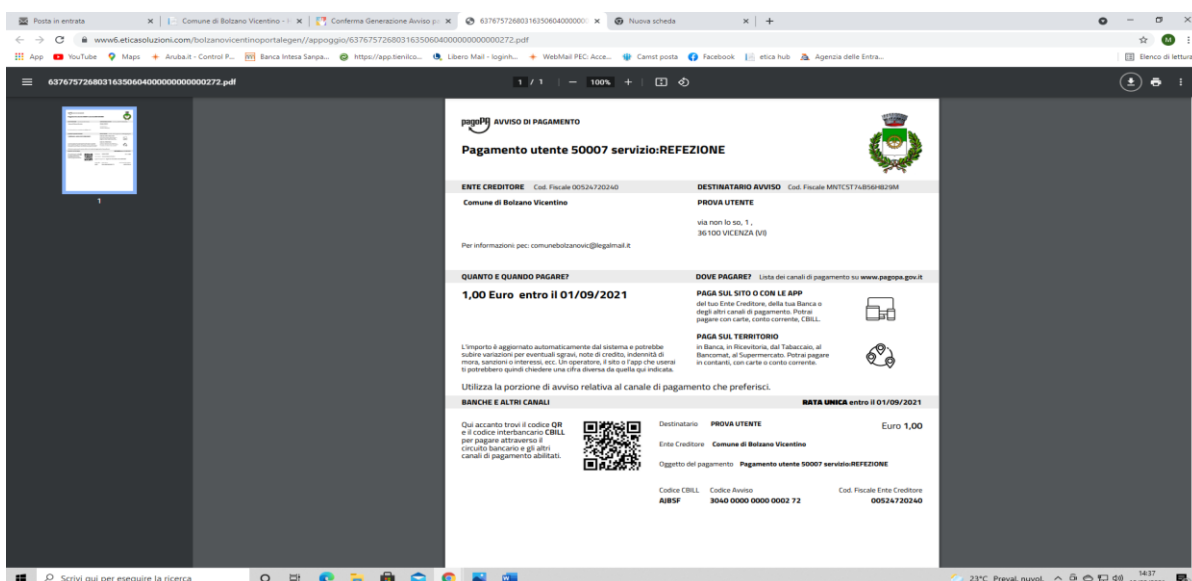 Posta in entrata
Comune di Bolzano Vicentino - I
Conferma Generazione Avviso p
6376757268031635060400000
Nuova scheda
www6.eticasoluzioni.com/bolzanovicentinoportalegen//appoggio/6376757268031635060400000000000272.pdf
App YouTube Maps Aruba.it - Control P... Banca Intesa Sanpa... https://app.tienilco... Libero Mail - loginh... WebMail PEC: Acce... Camst posta Facebook etica hub Agenzia delle Entra... Elenco di lettura
6376757268031635060400000000000272.pdf
1 / 1 100%
1
pagoPA AVVISO DI PAGAMENTO
Pagamento utente 50007 servizio:REFEZIONE
ENTE CREDITORE Cod. Fiscale 00524720240
DESTINATARIO AVVISO Cod. Fiscale MNTCST74B56H829M
Comune di Bolzano Vicentino
PROVA UTENTE
via non lo so, 1 ,
36100 VICENZA (VI)
Per informazioni: pec: comunebolzanovic@legalmail.it
QUANTO E QUANDO PAGARE?
DOVE PAGARE? Lista dei canali di pagamento su www.pagopa.gov.it
1,00 Euro entro il 01/09/2021
PAGA SUL SITO O CON LE APP
del tuo Ente Creditore, della tua Banca o
degli altri canali di pagamento. Potrai
pagare con carte, conto corrente, CBILL.
PAGA SUL TERRITORIO
in Banca, in Ricevitoria, dal Tabaccaio, al
Bancomat, al Supermercato. Potrai pagare
in contanti, con carte o conto corrente.
L'importo è aggiornato automaticamente dal sistema e potrebbe
subire variazioni per eventuali sgravi, note di credito, indennità di
mora, sanzioni o interessi, ecc. Un operatore, il sito o l'app che userai
ti potrebbero quindi chiedere una cifra diversa da quella qui indicata.
Utilizza la porzione di avviso relativa al canale di pagamento che preferisci.
BANCHE E ALTRI CANALI
RATA UNICA entro il 01/09/2021
Qui accanto trovi il codice QR
e il codice interbancario CBILL
per pagare attraverso il
circuito bancario e gli altri
canali di pagamento abilitati.
Destinatario PROVA UTENTE
Euro 1,00
Ente Creditore Comune di Bolzano Vicentino
Oggetto del pagamento Pagamento utente 50007 servizio:REFEZIONE
Codice CBILL Codice Avviso Cod. Fiscale Ente Creditore
AJBSF 3040 0000 0000 0002 72 00524720240
Scrivi qui per eseguire la ricerca
23°C Preval. nuvol.
14:37